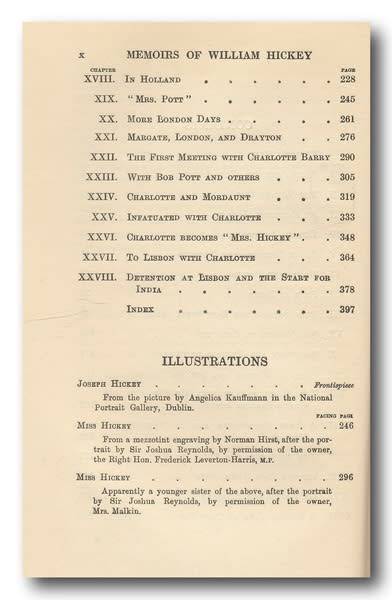 x MEMOIRS OF WILLIAM HICKEY
CHAPTER PAGE
XVIII. In Holland . . . . . . 228
XIX. "Mrs. Pott" . . . . . . 245
XX. More London Days . . . . . 261
XXI. Margate, London, and Drayton . . 276
XXII. The First Meeting with Charlotte Barry 290
XXIII. With Bob Pott and others . . . 305
XXIV. Charlotte and Mordaunt . . . 319
XXV. Infatuated with Charlotte . . . 333
XXVI. Charlotte becomes "Mrs. Hickey" . . 348
XXVII. To Lisbon with Charlotte . . . 364
XXVIII. Detention at Lisbon and the Start for
India . . . . . . . 378
Index . . . . . . . 397
ILLUSTRATIONS
Joseph Hickey . . . . . . . . Frontispiece
From the picture by Angelica Kauffmann in the National
Portrait Gallery, Dublin.
FACING PAGE
Miss Hickey . . . . . . . . 246
From a mezzotint engraving by Norman Hirst, after the por-
trait by Sir Joshua Reynolds, by permission of the owner,
the Right Hon. Frederick Leverton-Harris, M.P.
Miss Hickey . . . . . . . . 296
Apparently a younger sister of the above, after the portrait
by Sir Joshua Reynolds, by permission of the owner,
Mrs. Malkin.